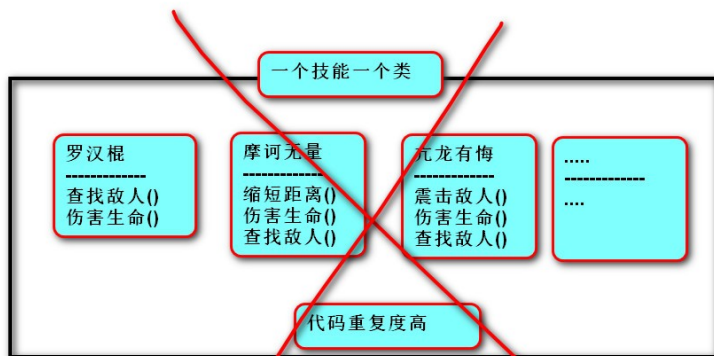 一个技能一个类
罗汉棍
-------------
查找敌人()
伤害生命()
摩诃无量
-------------
缩短距离()
伤害生命()
查找敌人()
亢龙有悔
-------------
震击敌人()
伤害生命()
查找敌人()
.....
-------------
....
代码重复度高